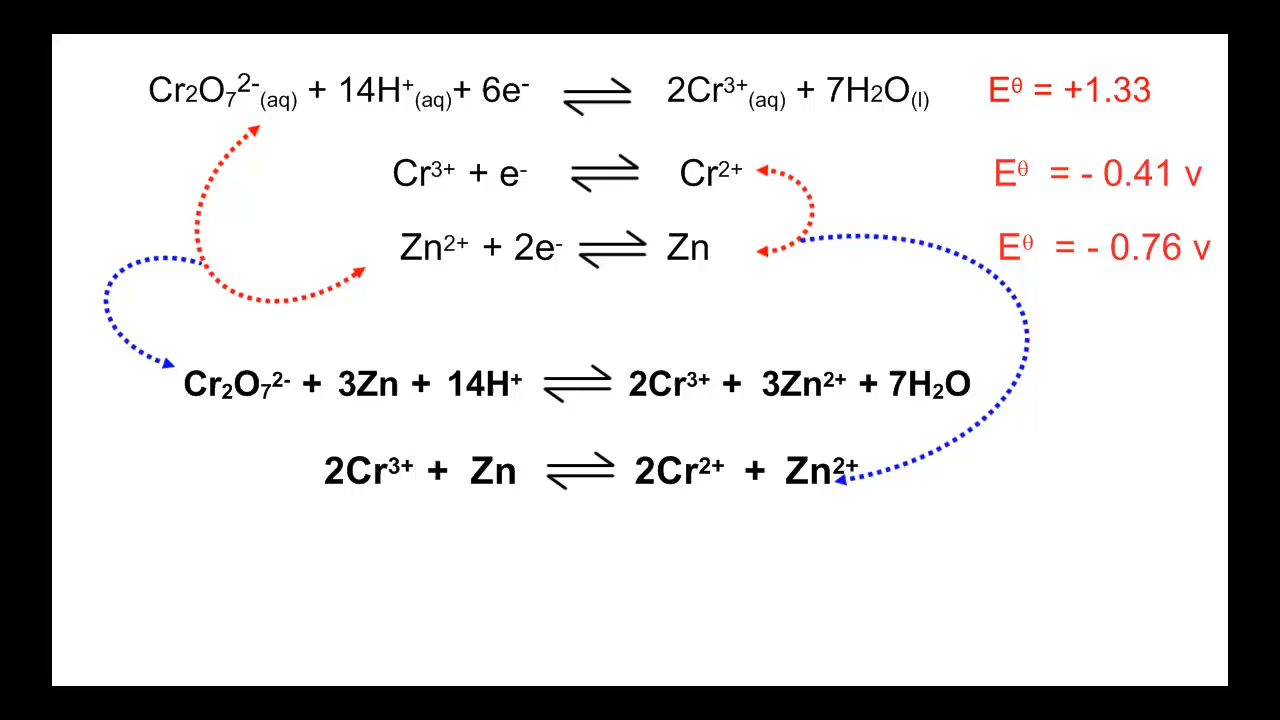 Cr₂O₇²⁻(aq) + 14H⁺(aq)+ 6e⁻ ⇌ 2Cr³⁺(aq) + 7H₂O(l) Eᶿ = +1.33
Cr³⁺ + e⁻ ⇌ Cr²⁺ Eᶿ = - 0.41 v
Zn²⁺ + 2e⁻ ⇌ Zn Eᶿ = - 0.76 v
Cr₂O₇²⁻ + 3Zn + 14H⁺ ⇌ 2Cr³⁺ + 3Zn²⁺ + 7H₂O
2Cr³⁺ + Zn ⇌ 2Cr²⁺ + Zn²⁺